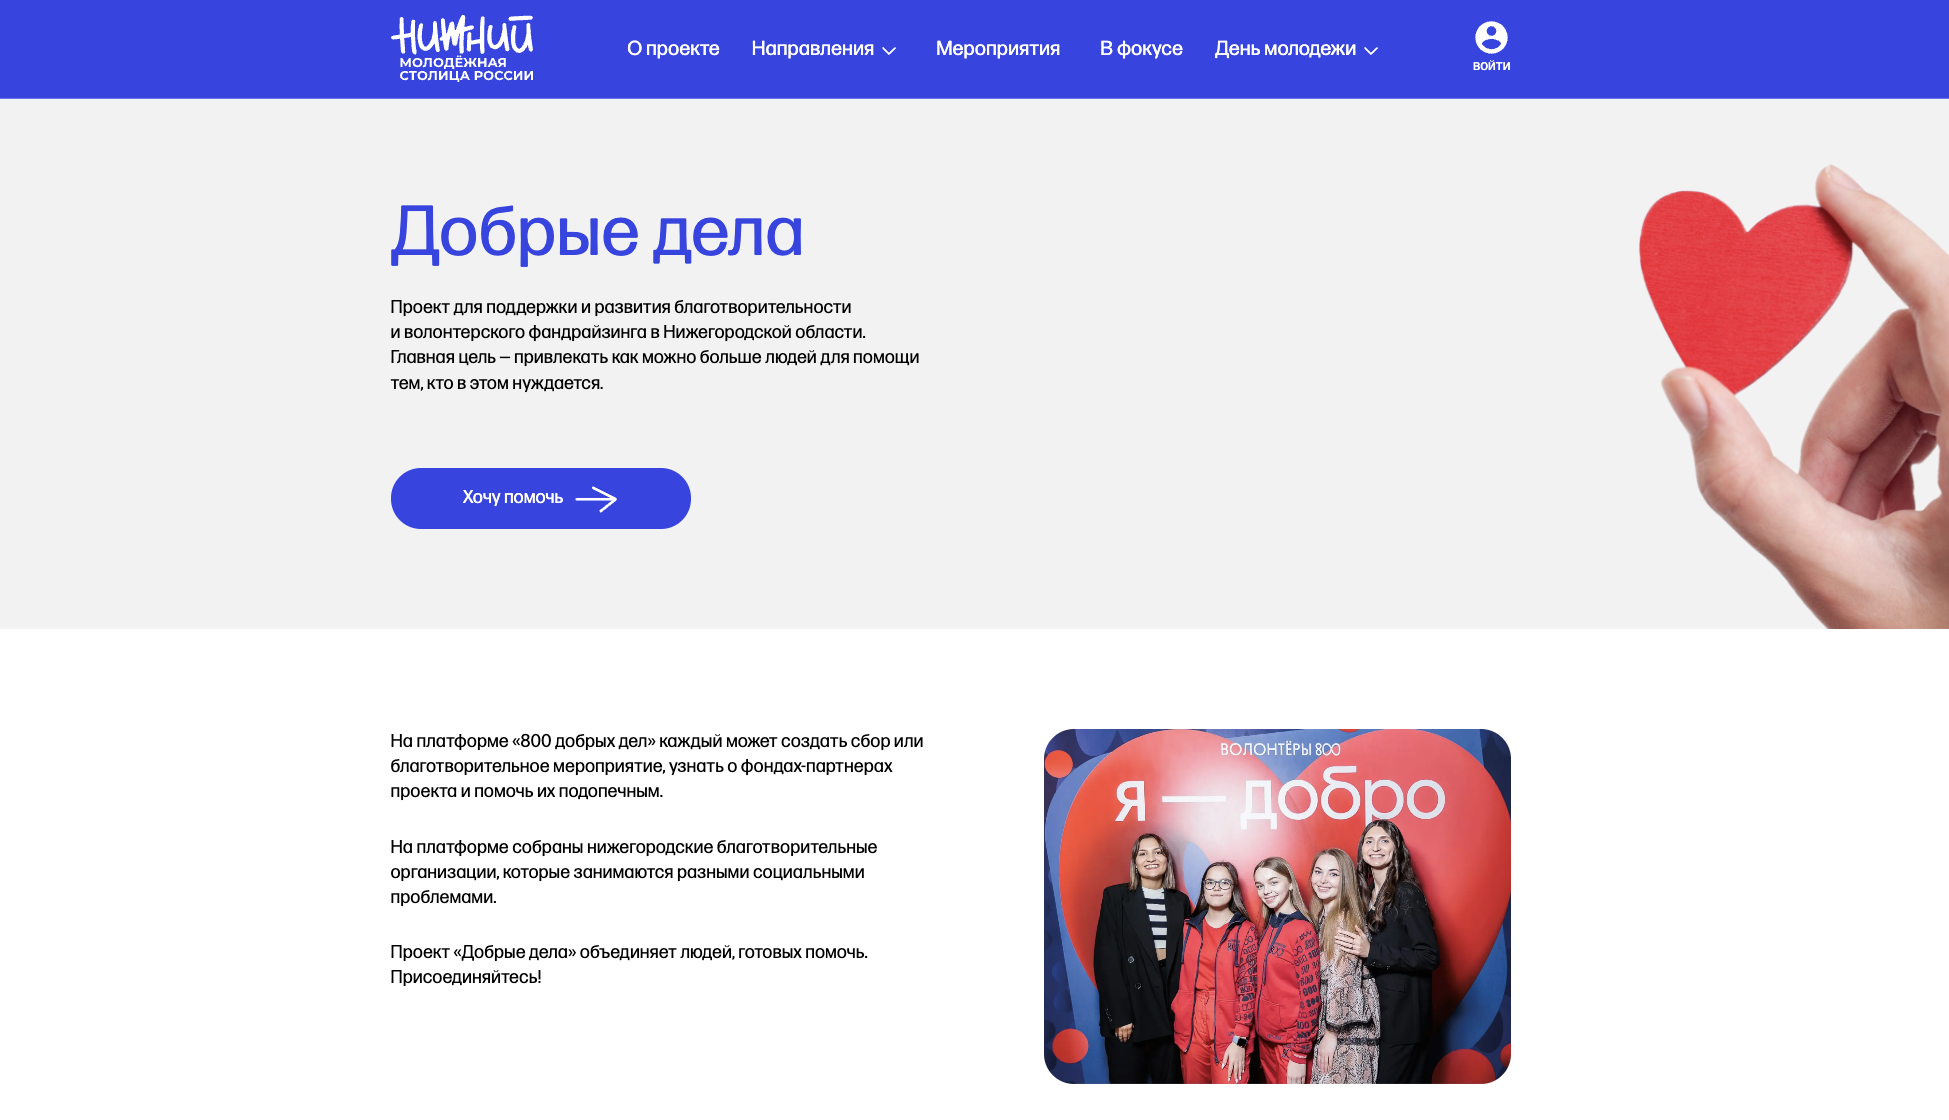 НИЖНИЙ
МОЛОДЁЖНАЯ
СТОЛИЦА РОССИИ
О проекте
Направления
Мероприятия
В фокусе
День молодежи
ВОЙТИ
Добрые дела
Проект для поддержки и развития благотворительности
и волонтерского фандрайзинга в Нижегородской области.
Главная цель – привлекать как можно больше людей для помощи
тем, кто в этом нуждается.
Хочу помочь
На платформе «800 добрых дел» каждый может создать сбор или
благотворительное мероприятие, узнать о фондах-партнерах
проекта и помочь их подопечным.
На платформе собраны нижегородские благотворительные
организации, которые занимаются разными социальными
проблемами.
Проект «Добрые дела» объединяет людей, готовых помочь.
Присоединяйтесь!
ВОЛОНТЁРЫ 800
я — добро